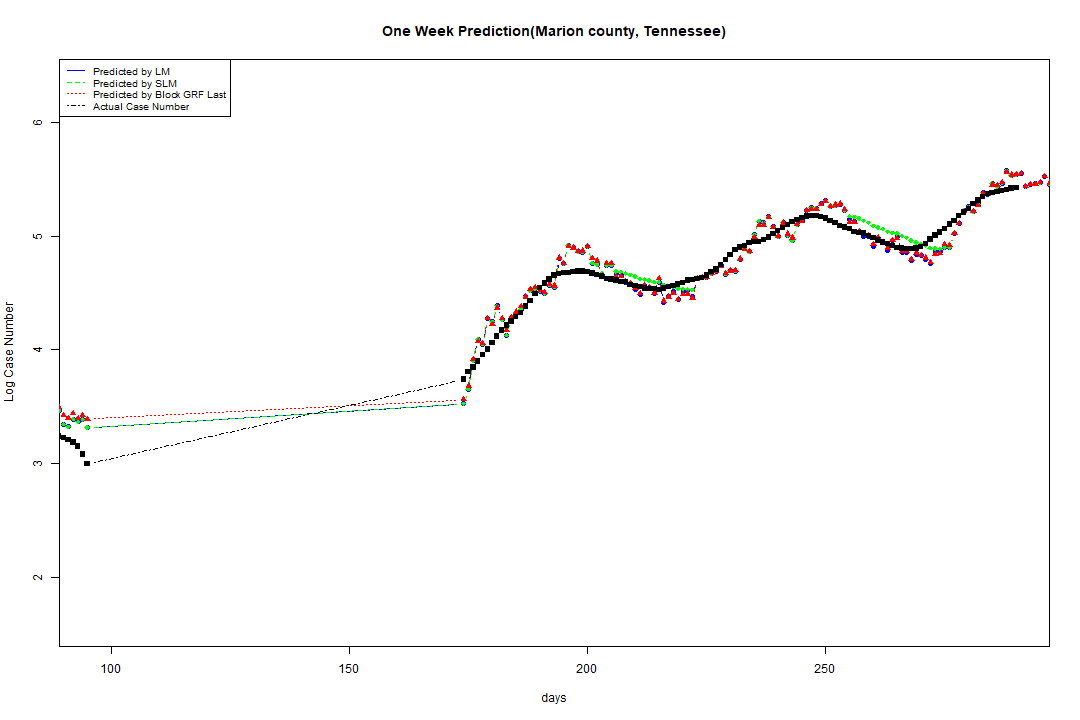 One Week Prediction(Marion county, Tennessee)
Predicted by LM
Predicted by SLM
Predicted by Block GRF Last
Actual Case Number
Log Case Number
6
5
4
3
2
100 150 200 250
days